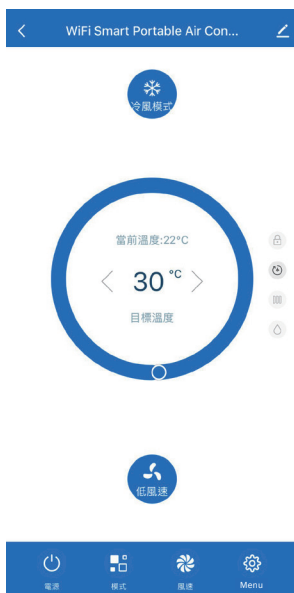 WiFi Smart Portable Air Con...
冷風模式
當前溫度:22°C
30 °C
目標溫度
低風速
電源
模式
風速
Menu